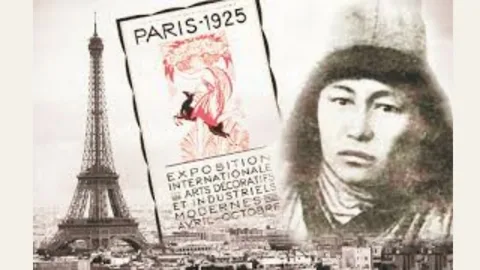 PARIS-1925
EXPOSITION
INTERNATIONALE
DES ARTS DÉCORATIFS
ET INDUSTRIELS
MODERNES
AVRIL-OCTOBRE